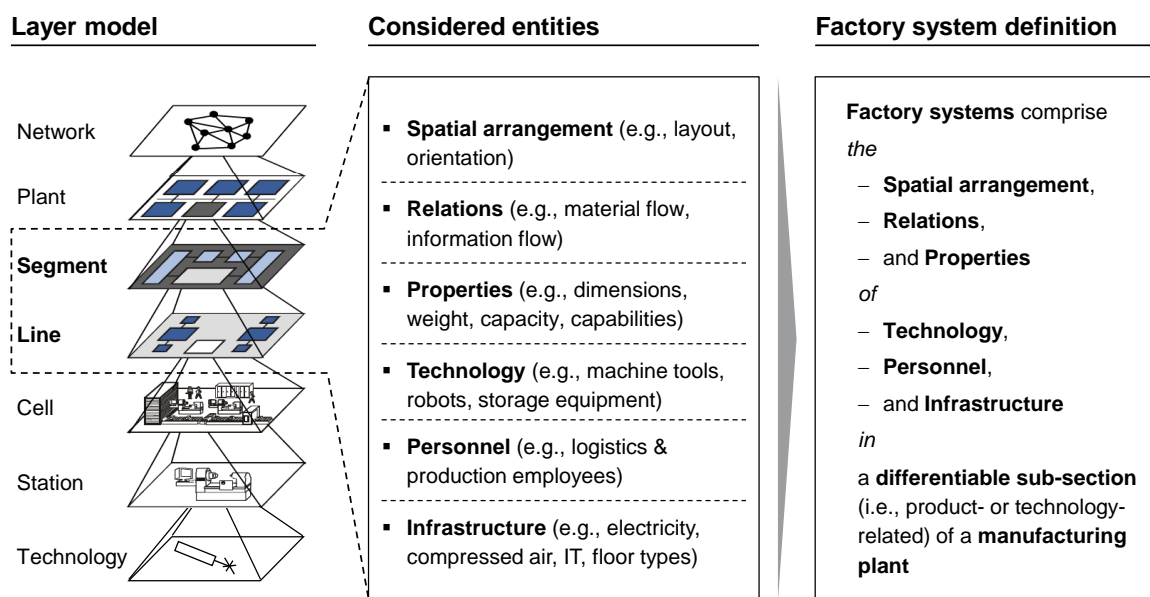 Layer model
Network
Plant
Segment
Line
Cell
Station
Technology
Considered entities
▪ Spatial arrangement (e.g., layout,
orientation)
▪ Relations (e.g., material flow,
information flow)
▪ Properties (e.g., dimensions,
weight, capacity, capabilities)
▪ Technology (e.g., machine tools,
robots, storage equipment)
▪ Personnel (e.g., logistics &
production employees)
▪ Infrastructure (e.g., electricity,
compressed air, IT, floor types)
Factory system definition
Factory systems comprise
the
– Spatial arrangement,
– Relations,
– and Properties
of
– Technology,
– Personnel,
– and Infrastructure
in
a differentiable sub-section
(i.e., product- or technology-
related) of a manufacturing
plant